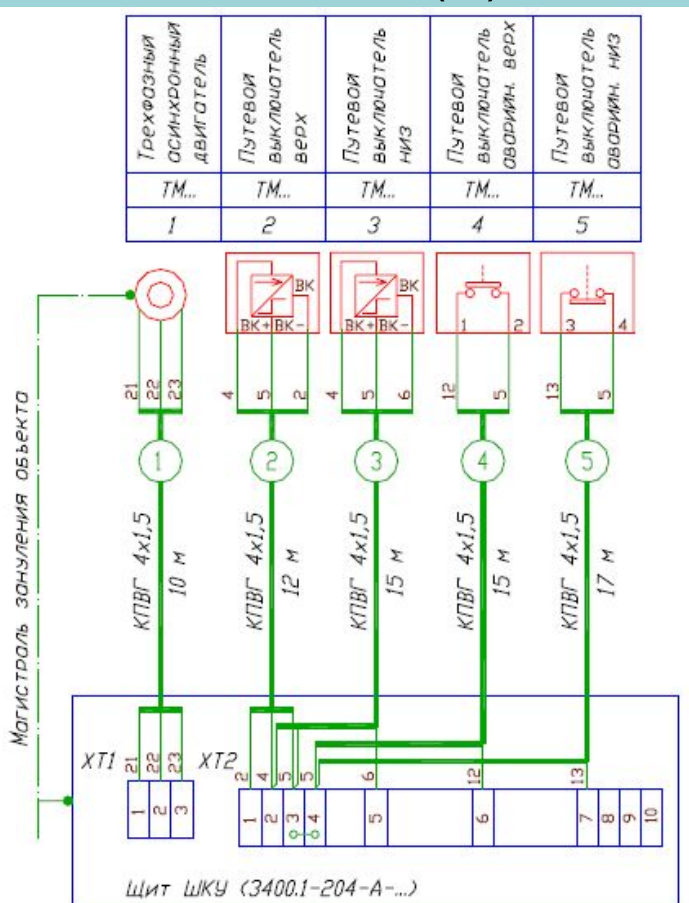 Трехфазный
асинхронный
двигатель
Путевой
выключатель
верх
Путевой
выключатель
низ
Путевой
выключатель
аварийн. верх
Путевой
выключатель
аварийн. низ
ТМ... ТМ... ТМ... ТМ... ТМ...
1 2 3 4 5
ВК
ВК+ ВК-
ВК
ВК+ ВК-
1 2
3 4
21 22 23
4 5 2
4 5 6
12 5
13 5
1 2 3 4 5
КПВГ 4х1,5
10 м
КПВГ 4х1,5
12 м
КПВГ 4х1,5
15 м
КПВГ 4х1,5
15 м
КПВГ 4х1,5
17 м
Магистраль зануления объекта
ХТ1
21 22 23
1 2 3
ХТ2
2 4 5 5 6 12 13
1 2 3 4 5 6 7 8 9 10
Щит ШКУ (3400.1-204-А-...)